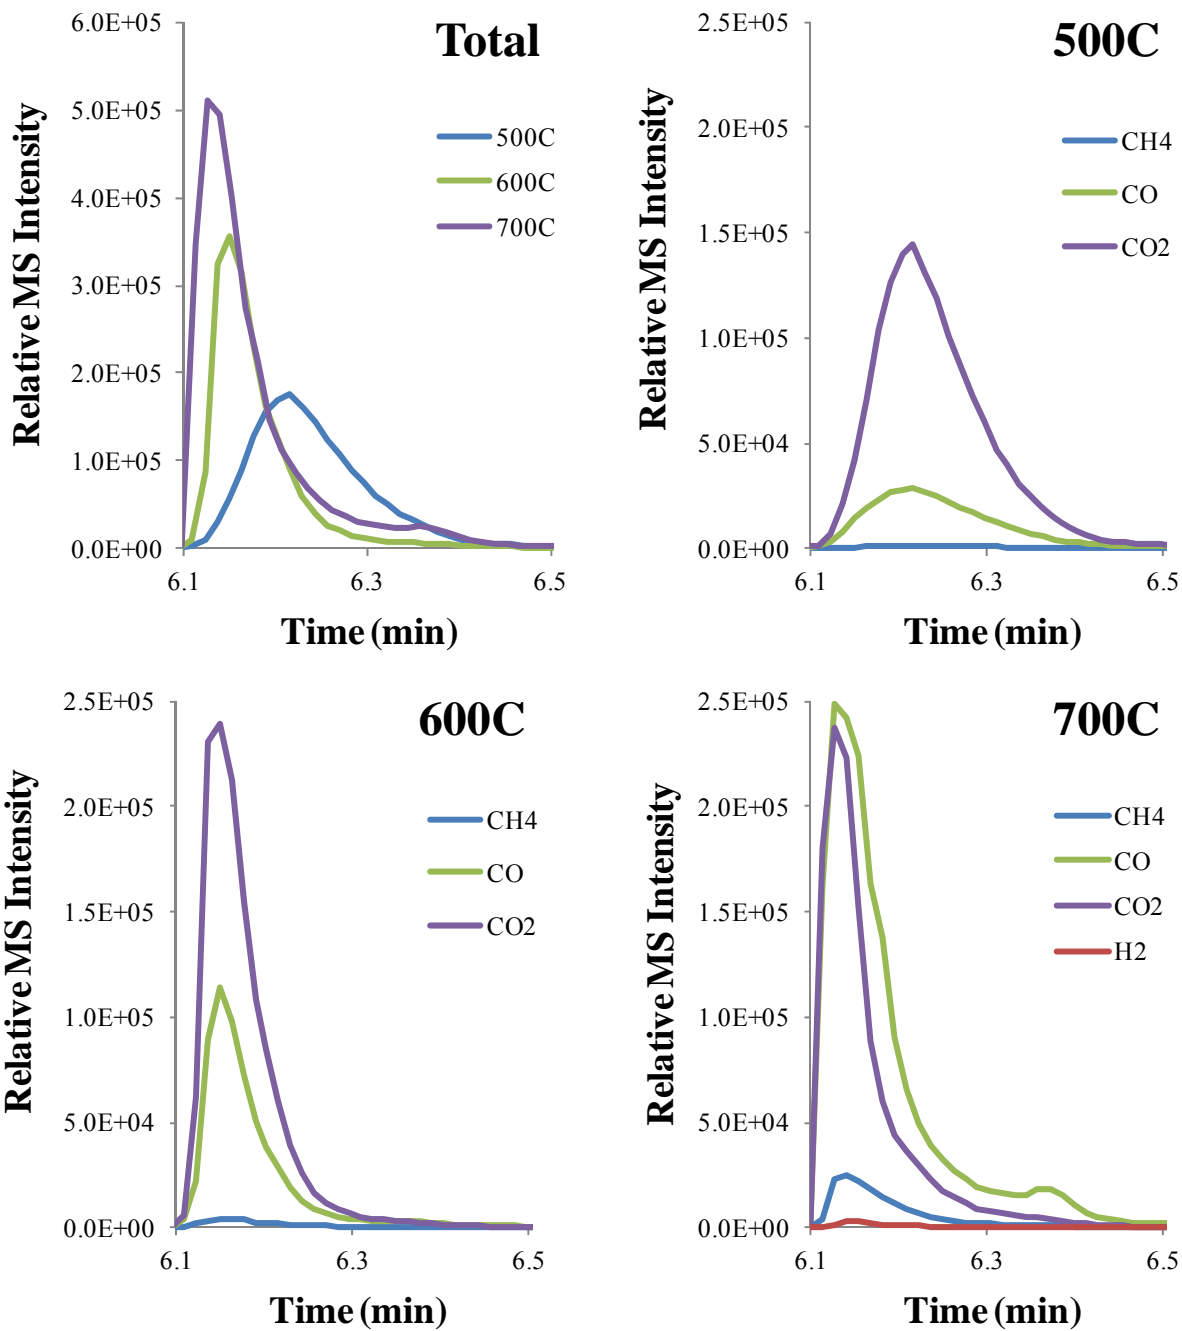 Total
Relative MS Intensity
6.0E+05
5.0E+05
4.0E+05
3.0E+05
2.0E+05
1.0E+05
0.0E+00
500C
600C
700C
6.1
6.3
6.5
Time (min)
500C
Relative MS Intensity
2.5E+05
2.0E+05
1.5E+05
1.0E+05
5.0E+04
0.0E+00
CH4
CO
CO2
6.1
6.3
6.5
Time (min)
600C
Relative MS Intensity
2.5E+05
2.0E+05
1.5E+05
1.0E+05
5.0E+04
0.0E+00
CH4
CO
CO2
6.1
6.3
6.5
Time (min)
700C
Relative MS Intensity
2.5E+05
2.0E+05
1.5E+05
1.0E+05
5.0E+04
0.0E+00
CH4
CO
CO2
H2
6.1
6.3
6.5
Time (min)